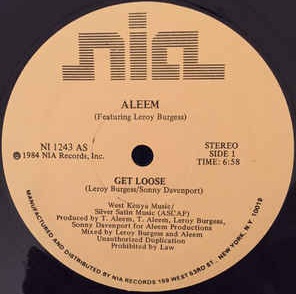 nia
ALEEM
(Featuring Leroy Burgess)
NI 1243 AS
℗1984 NIA Records, Inc.
STEREO
SIDE 1
TIME: 6:58
GET LOOSE
(Leroy Burgess/Sonny Davenport)
West Kenya Music/
Silver Satin Music (ASCAP)
Produced by T. Aleem, T. Aleem, Leroy Burgess,
Sonny Davenport for Aleem Productions
Mixed by Leroy Burgess and Aleem
Unauthorized Duplication
Prohibited by Law
MANUFACTURED AND DISTRIBUTED BY NIA RECORDS 159 WEST 53RD ST · NEW YORK, N.Y. 10019